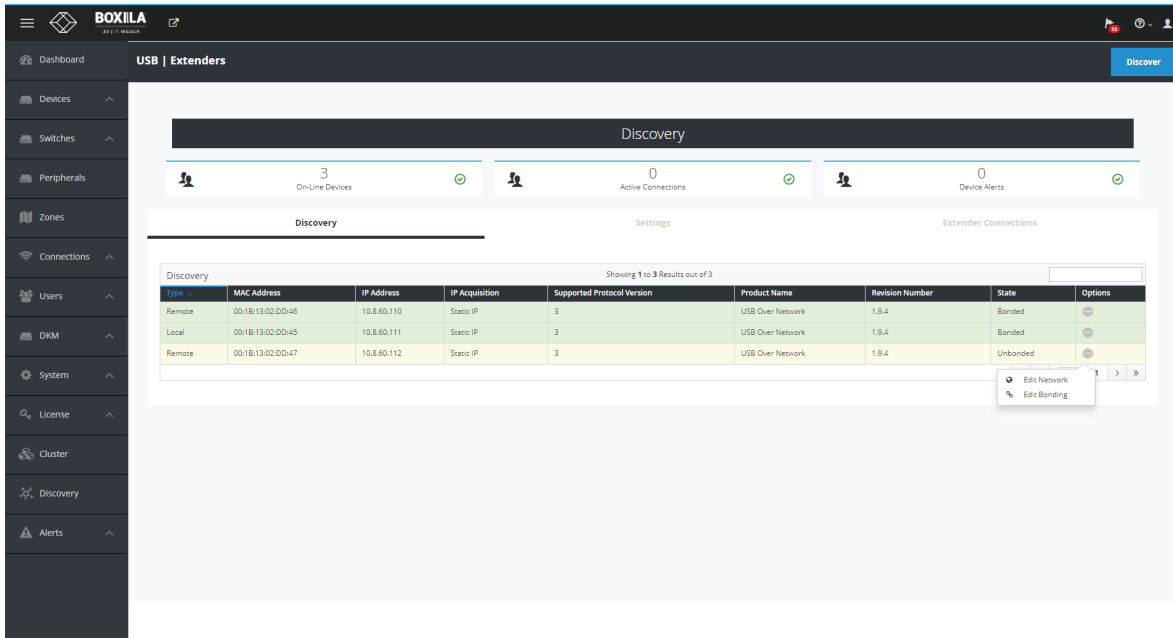 BOXILLA
AV | IT MANAGER
15
Dashboard
USB | Extenders
Discover
Devices
Switches
Peripherals
Zones
Connections
Users
DKM
System
License
Cluster
Discovery
Alerts
Discovery
3
On-Line Devices
0
Active Connections
0
Device Alerts
Discovery Settings Extender Connections
Discovery Showing 1 to 3 Results out of 3
Type MAC Address IP Address IP Acquisition Supported Protocol Version Product Name Revision Number State Options
Remote 00:1B:13:02:DD:46 10.8.60.110 Static IP 3 USB Over Network 1.9.4 Bonded
Local 00:1B:13:02:DD:45 10.8.60.111 Static IP 3 USB Over Network 1.9.4 Bonded
Remote 00:1B:13:02:DD:47 10.8.60.112 Static IP 3 USB Over Network 1.9.4 Unbonded
1 > »
Edit Network
Edit Bonding